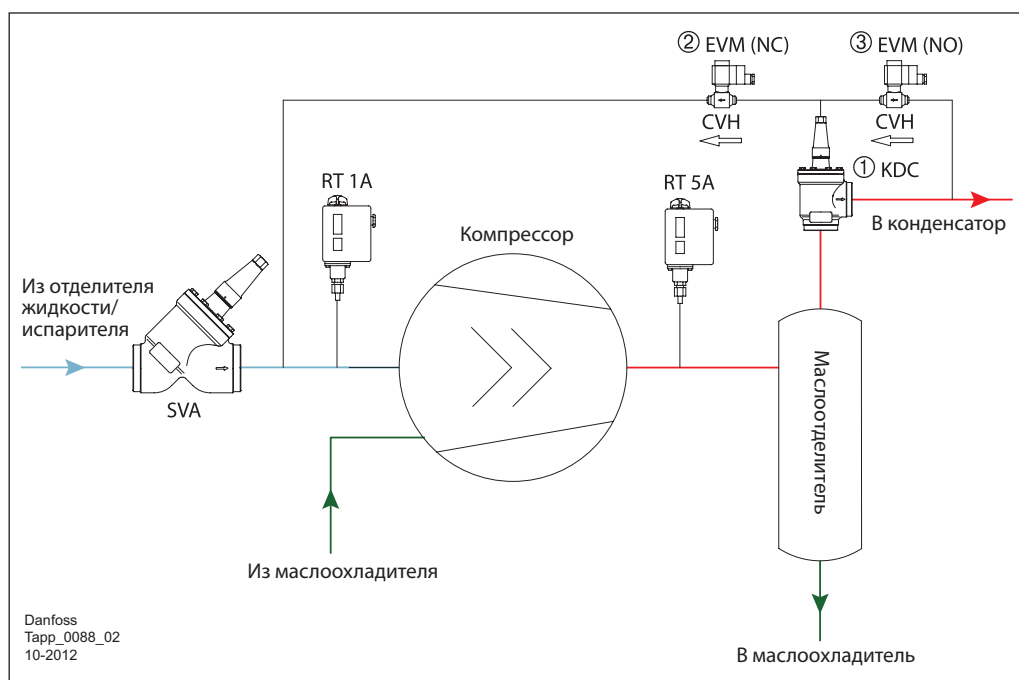 ② EVM (NC)
③ EVM (NO)
CVH
CVH
① KDC
RT 1A
RT 5A
В конденсатор
Компрессор
Из отделителя
жидкости/
испарителя
SVA
Маслоотделитель
Из маслоохладителя
В маслоохладитель
Danfoss
Tapp_0088_02
10-2012